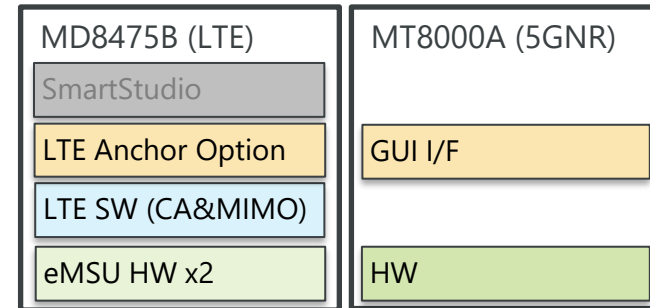 MD8475B (LTE)
SmartStudio
LTE Anchor Option
LTE SW (CA&MIMO)
eMSU HW x2
MT8000A (5GNR)
GUI I/F
HW